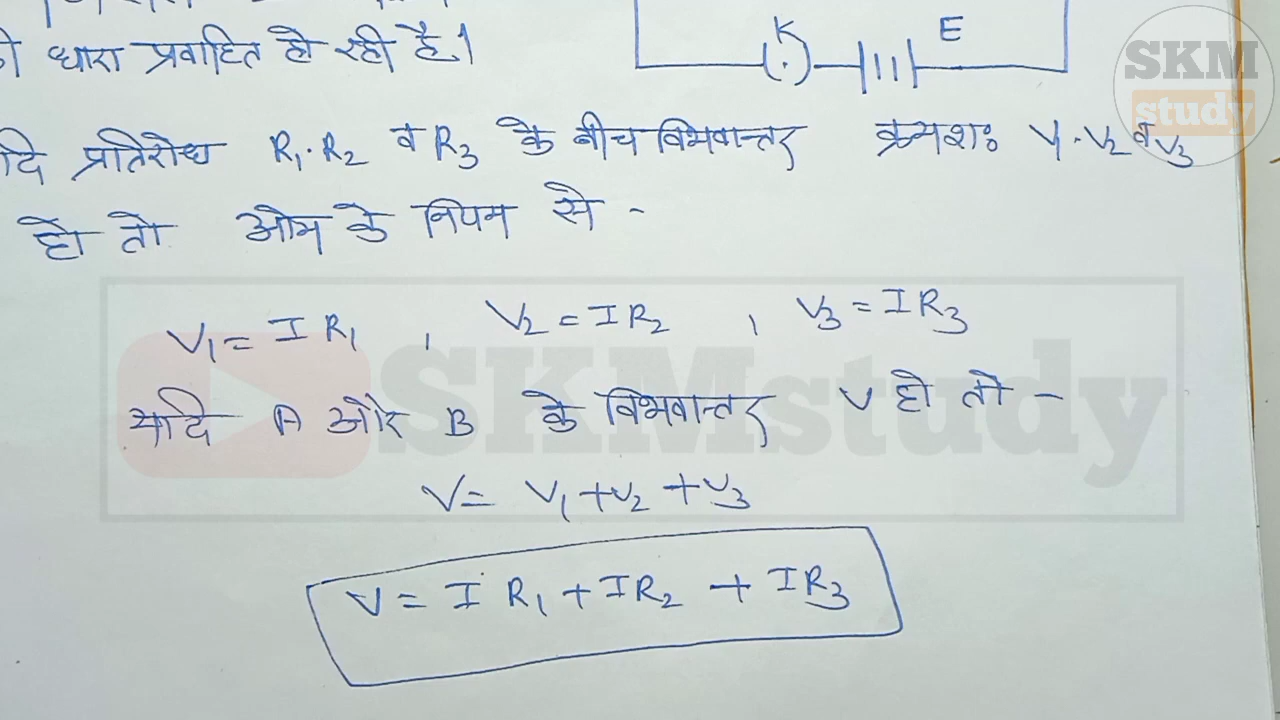 धारा प्रवाहित हो रही है।
K
E
SKM
study
प्रतिरोध R₁. R₂ व R₃ के बीच विभवान्तर क्रमशः V₁. V₂ व V₃
हो तो ओम के नियम से -
V₁ = IR₁ , V₂ = IR₂ , V₃ = IR₃
SKMstudy
यदि A और B के विभवान्तर V हो तो -
V = V₁ + V₂ + V₃
V = IR₁ + IR₂ + IR₃